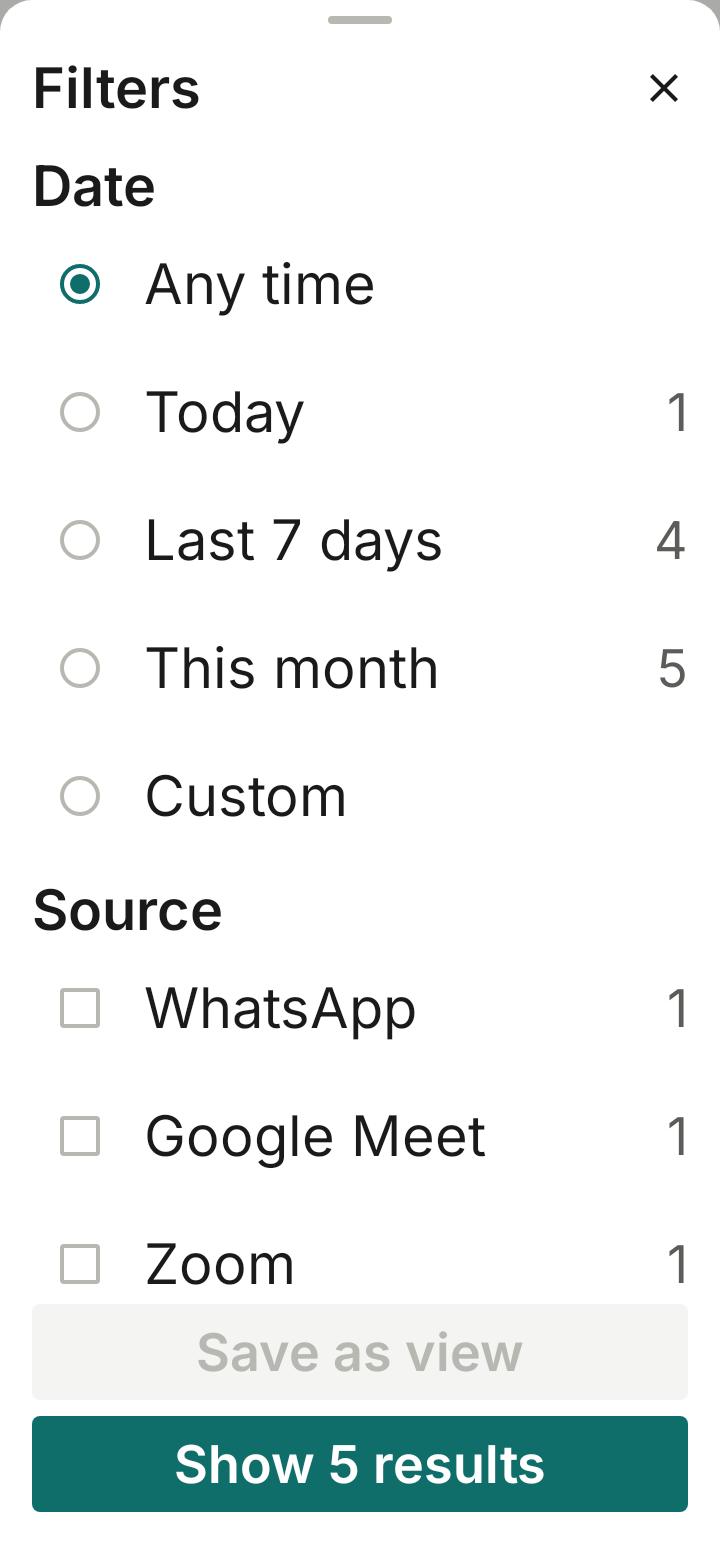 Filters
Date
Any time
Today 1
Last 7 days 4
This month 5
Custom
Source
WhatsApp 1
Google Meet 1
Zoom 1
Save as view
Show 5 results